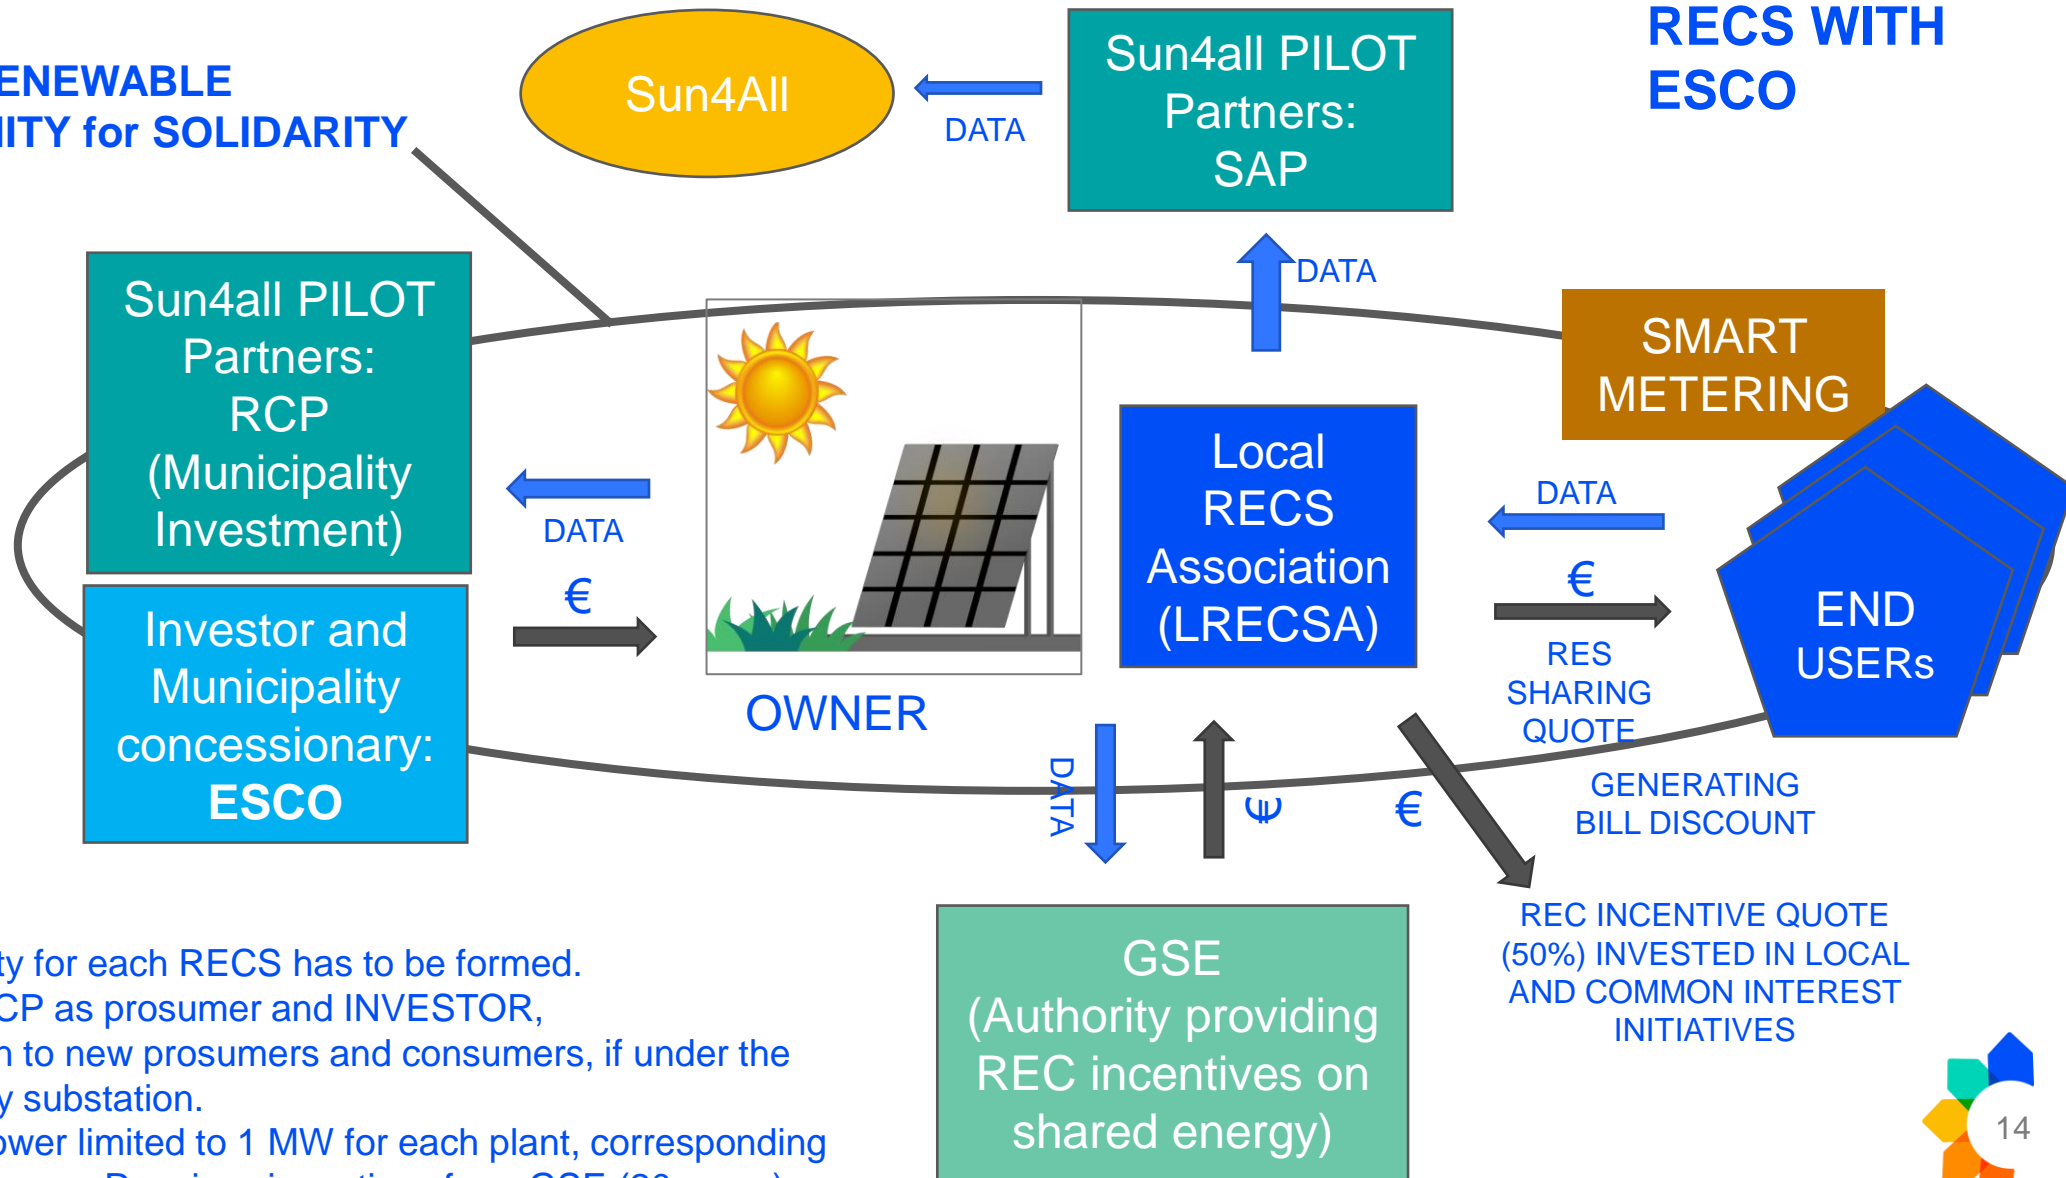 RECS WITH
ESCO
ENEWABLE
NITY for SOLIDARITY
Sun4All
DATA
Sun4all PILOT
Partners:
SAP
DATA
Sun4all PILOT
Partners:
RCP
(Municipality
Investment)
Investor and
Municipality
concessionary:
ESCO
DATA
€
OWNER
Local
RECS
Association
(LRECSA)
SMART
METERING
DATA
€
RES
SHARING
QUOTE
GENERATING
BILL DISCOUNT
END
USERs
DATA
€
€
REC INCENTIVE QUOTE
(50%) INVESTED IN LOCAL
AND COMMON INTEREST
INITIATIVES
GSE
(Authority providing
REC incentives on
shared energy)
ty for each RECS has to be formed.
CP as prosumer and INVESTOR,
n to new prosumers and consumers, if under the
y substation.
ower limited to 1 MW for each plant, corresponding
14